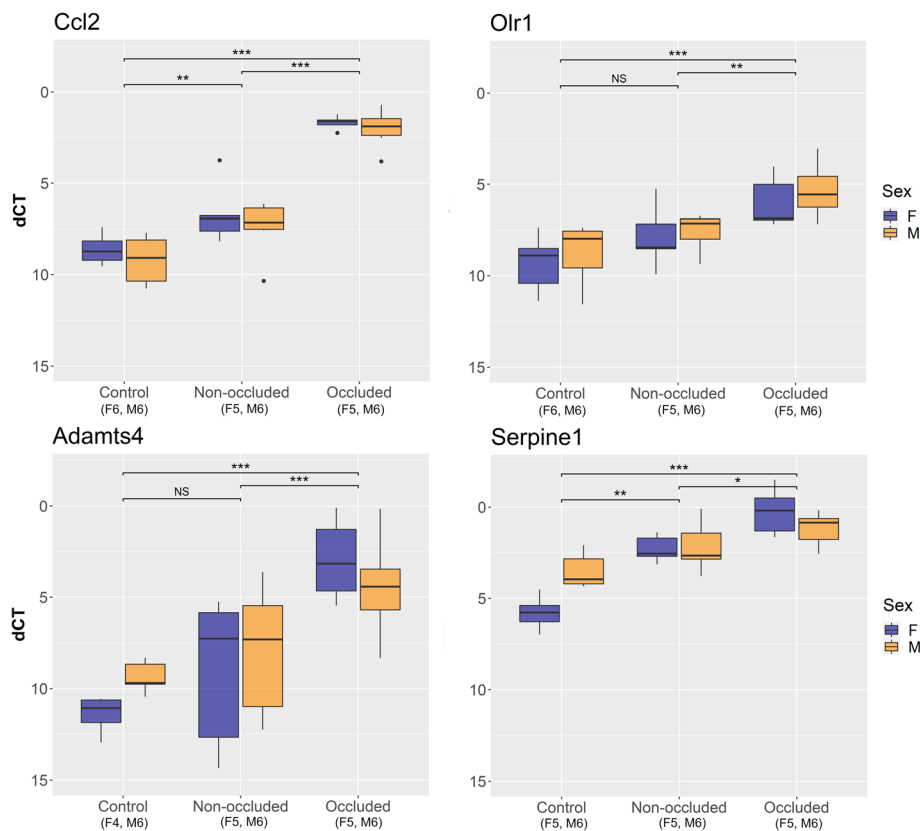 Ccl2
***
***
**
0
5
10
15
dCT
Control
(F6, M6)
Non-occluded
(F5, M6)
Occluded
(F5, M6)
Olr1
***
**
NS
0
5
10
15
Control
(F6, M6)
Non-occluded
(F5, M6)
Occluded
(F5, M6)
Sex
F
M
Adamts4
***
***
NS
0
5
10
15
dCT
Control
(F4, M6)
Non-occluded
(F5, M6)
Occluded
(F5, M6)
Serpine1
***
*
**
0
5
10
15
Control
(F5, M6)
Non-occluded
(F5, M6)
Occluded
(F5, M6)
Sex
F
M